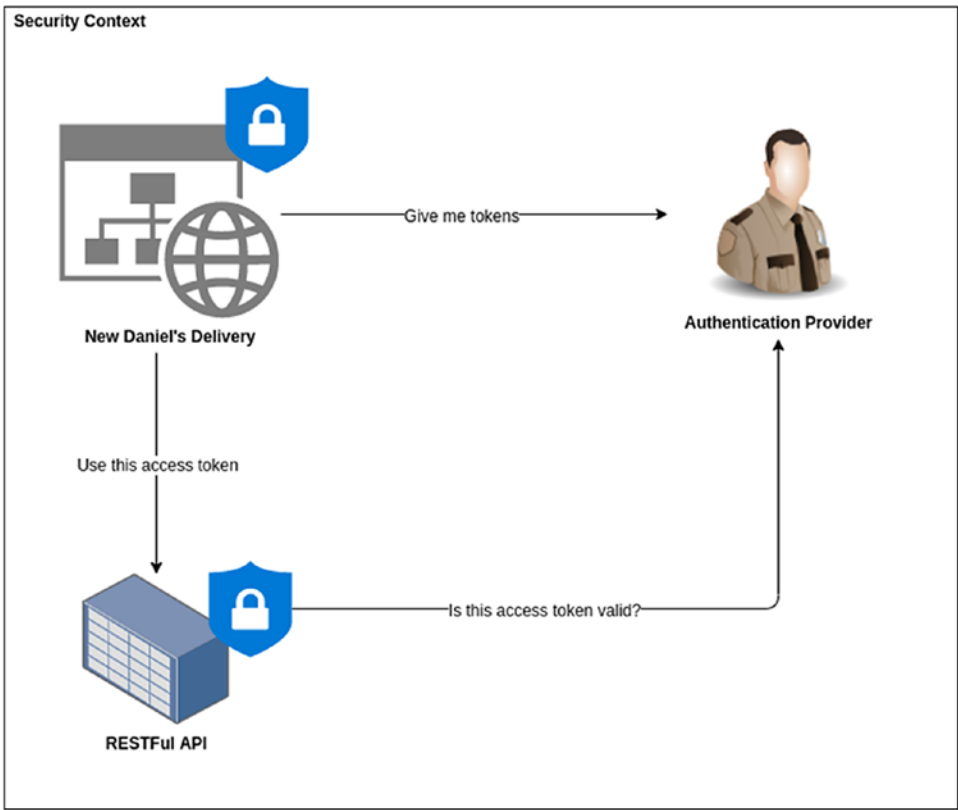 Security Context
Give me tokens
New Daniel's Delivery
Authentication Provider
Use this access token
Is this access token valid?
RESTFul API